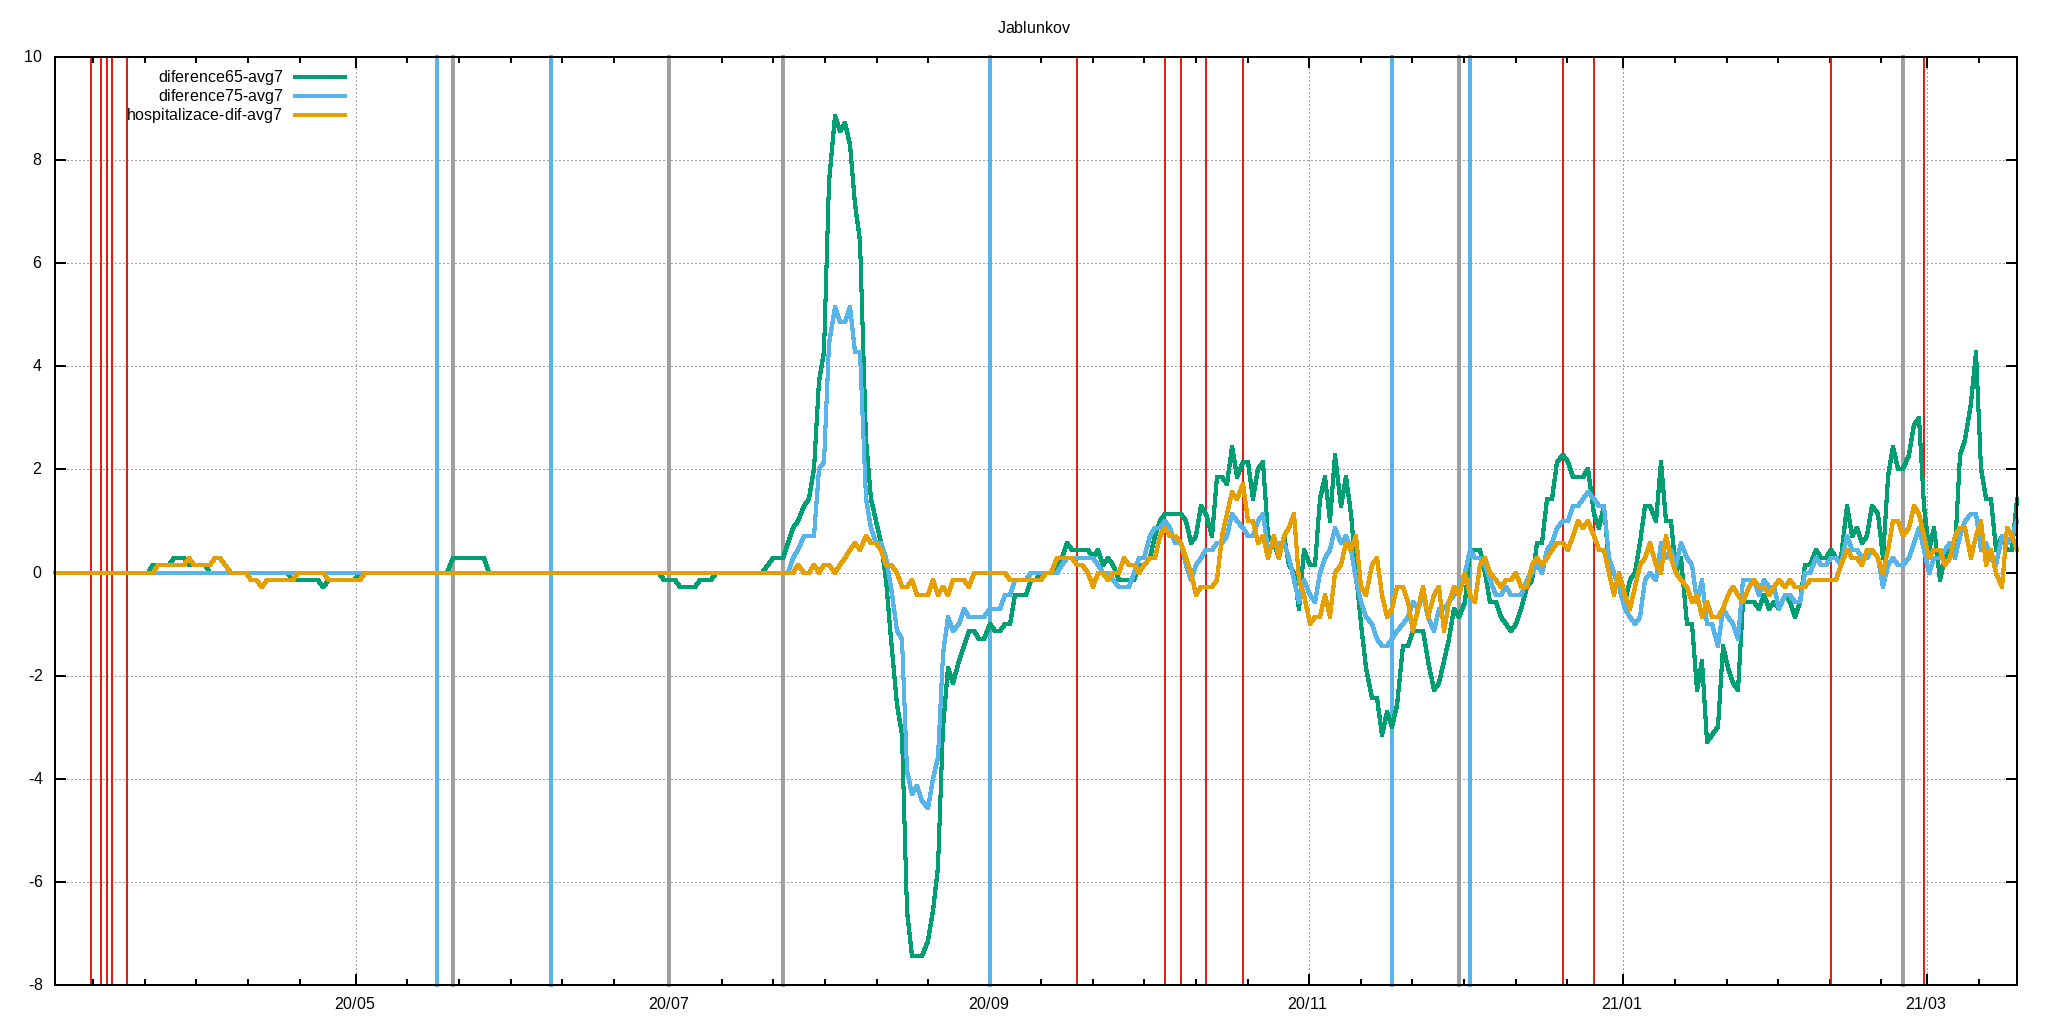 Jablunkov
10
diference65-avg7
diference75-avg7
hospitalizace-dif-avg7
8
6
4
2
0
-2
-4
-6
-8
20/05 20/07 20/09 20/11 21/01 21/03